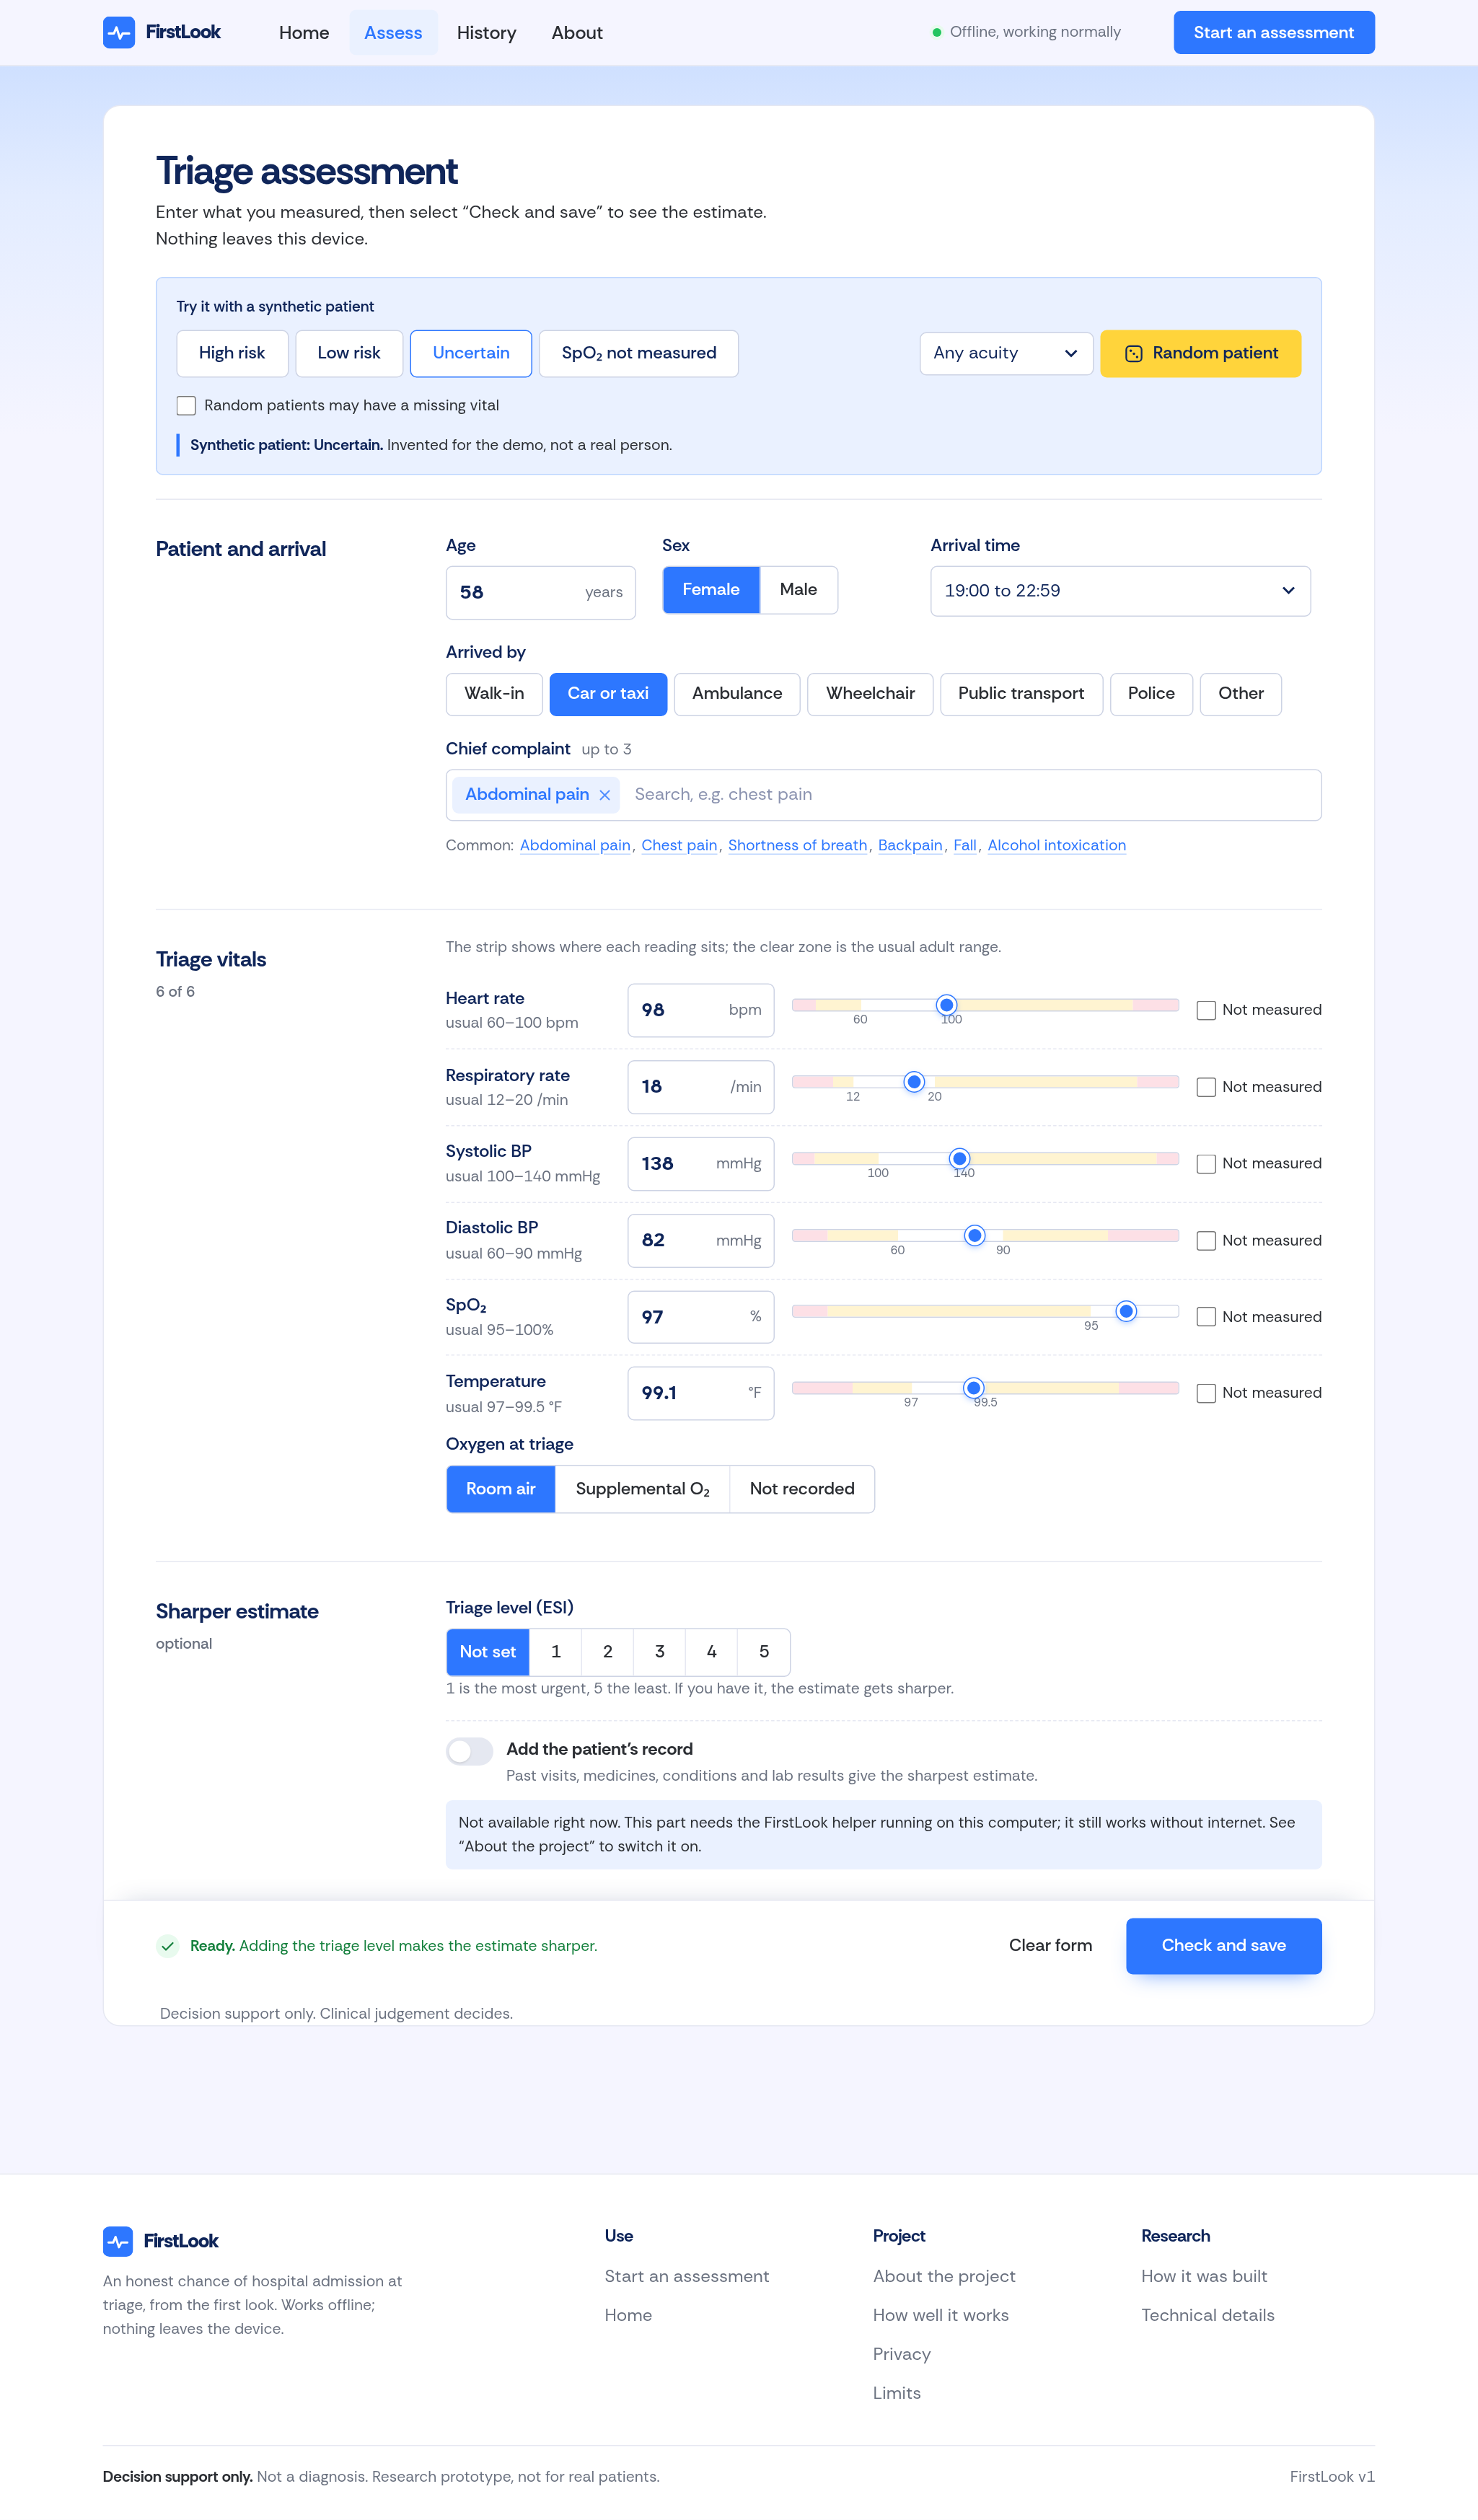 FirstLook Home Assess History About Offline, working normally Start an assessment
Triage assessment
Enter what you measured, then select “Check and save” to see the estimate.
Nothing leaves this device.
Try it with a synthetic patient
High risk Low risk Uncertain SpO₂ not measured Any acuity Random patient
Random patients may have a missing vital
Synthetic patient: Uncertain. Invented for the demo, not a real person.
Patient and arrival
Age Sex Arrival time
58 years Female Male 19:00 to 22:59
Arrived by
Walk-in Car or taxi Ambulance Wheelchair Public transport Police Other
Chief complaint up to 3
Abdominal pain × Search, e.g. chest pain
Common: Abdominal pain, Chest pain, Shortness of breath, Backpain, Fall, Alcohol intoxication
Triage vitals
6 of 6
The strip shows where each reading sits; the clear zone is the usual adult range.
Heart rate
usual 60–100 bpm
98 bpm
60 100
Not measured
Respiratory rate
usual 12–20 /min
18 /min
12 20
Not measured
Systolic BP
usual 100–140 mmHg
138 mmHg
100 140
Not measured
Diastolic BP
usual 60–90 mmHg
82 mmHg
60 90
Not measured
SpO₂
usual 95–100%
97 %
95
Not measured
Temperature
usual 97–99.5 °F
99.1 °F
97 99.5
Not measured
Oxygen at triage
Room air Supplemental O₂ Not recorded
Sharper estimate
optional
Triage level (ESI)
Not set 1 2 3 4 5
1 is the most urgent, 5 the least. If you have it, the estimate gets sharper.
Add the patient’s record
Past visits, medicines, conditions and lab results give the sharpest estimate.
Not available right now. This part needs the FirstLook helper running on this computer; it still works without internet. See
“About the project” to switch it on.
Ready. Adding the triage level makes the estimate sharper. Clear form Check and save
Decision support only. Clinical judgement decides.
FirstLook
An honest chance of hospital admission at
triage, from the first look. Works offline;
nothing leaves the device.
Use
Start an assessment
Home
Project
About the project
How well it works
Privacy
Limits
Research
How it was built
Technical details
Decision support only. Not a diagnosis. Research prototype, not for real patients. FirstLook v1